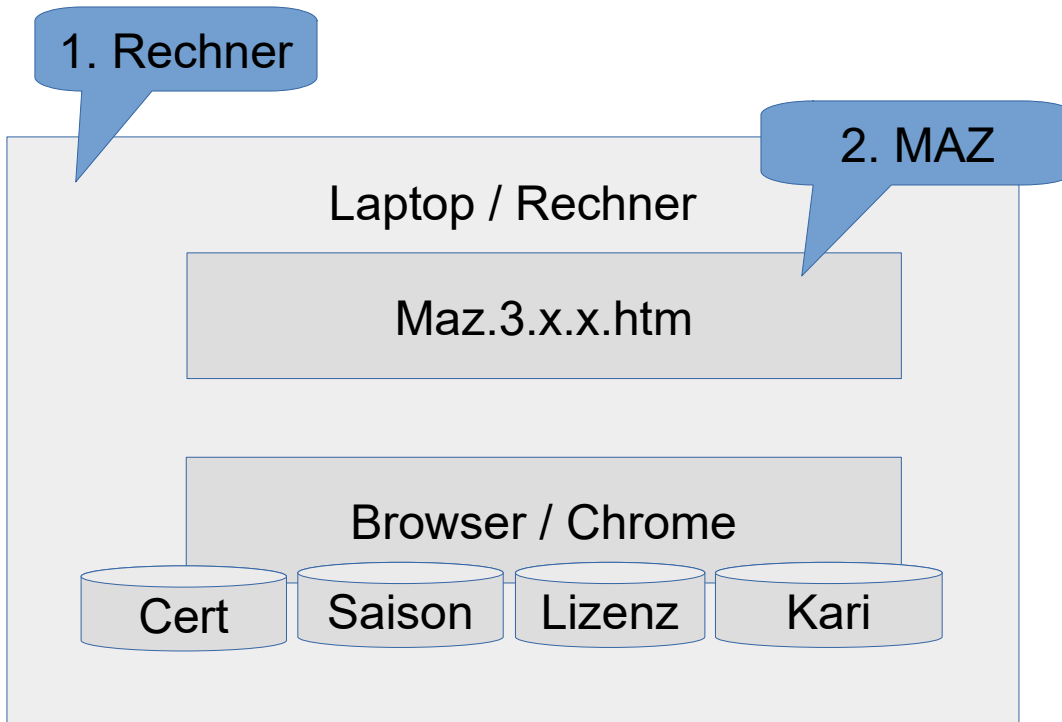 1. Rechner
2. MAZ
Laptop / Rechner
Maz.3.x.x.htm
Browser / Chrome
Cert
Saison
Lizenz
Kari